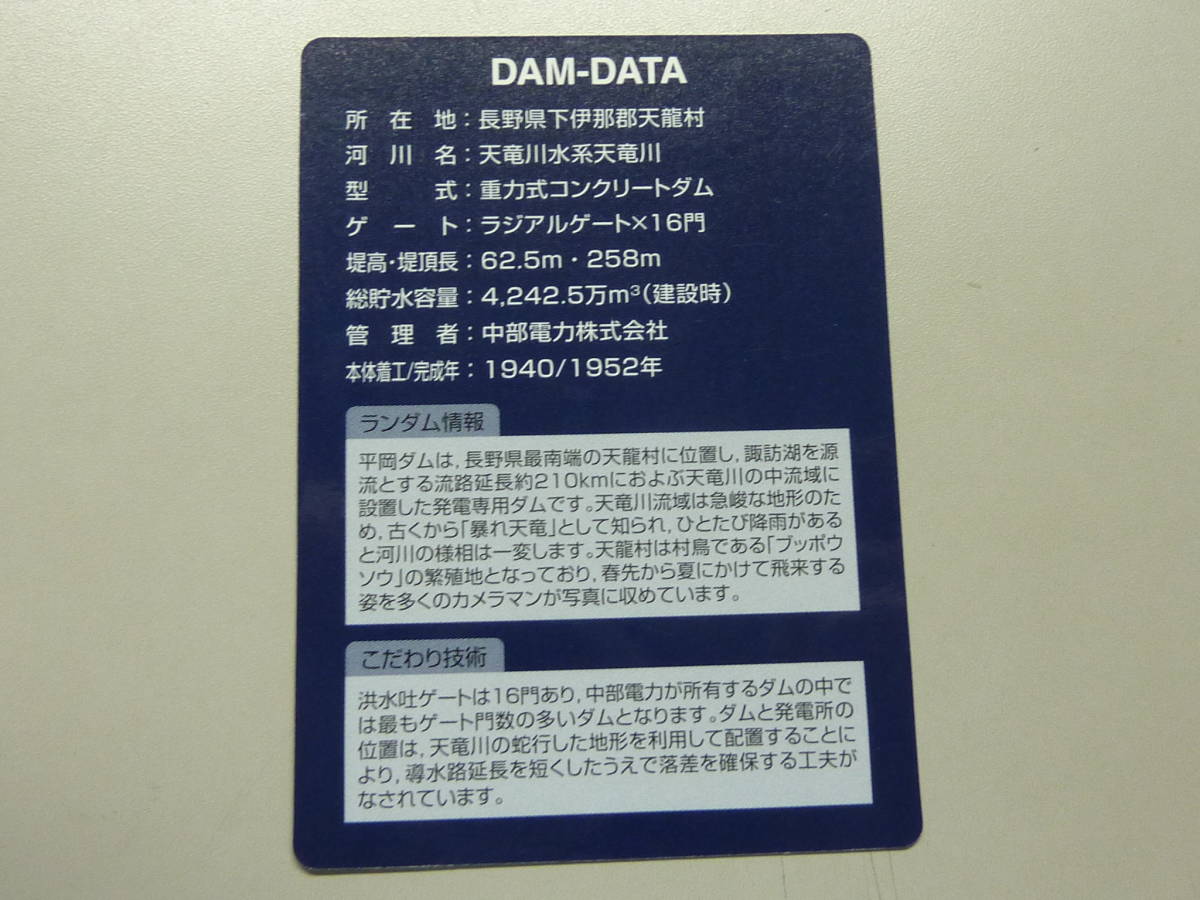 DAM-DATA
所在地：長野県下伊那郡天龍村
河川名：天竜川水系天竜川
型式：重力式コンクリートダム
ゲート：ラジアルゲート×16門
堤高・堤頂長：62.5m・258m
総貯水容量：4,242.5万m³（建設時）
管理者：中部電力株式会社
本体着工/完成年：1940/1952年
ランダム情報
平岡ダムは，長野県最南端の天龍村に位置し，諏訪湖を源
流とする流路延長約210kmにおよぶ天竜川の中流域に
設置した発電専用ダムです。天竜川流域は急峻な地形のた
め，古くから「暴れ天竜」として知られ，ひとたび降雨がある
と河川の様相は一変します。天龍村は村鳥である「ブッポウ
ソウ」の繁殖地となっており，春先から夏にかけて飛来する
姿を多くのカメラマンが写真に収めています。
こだわり技術
洪水吐ゲートは16門あり，中部電力が所有するダムの中で
は最もゲート門数の多いダムとなります。ダムと発電所の
位置は，天竜川の蛇行した地形を利用して配置することに
より，導水路延長を短くしたうえで落差を確保する工夫が
なされています。